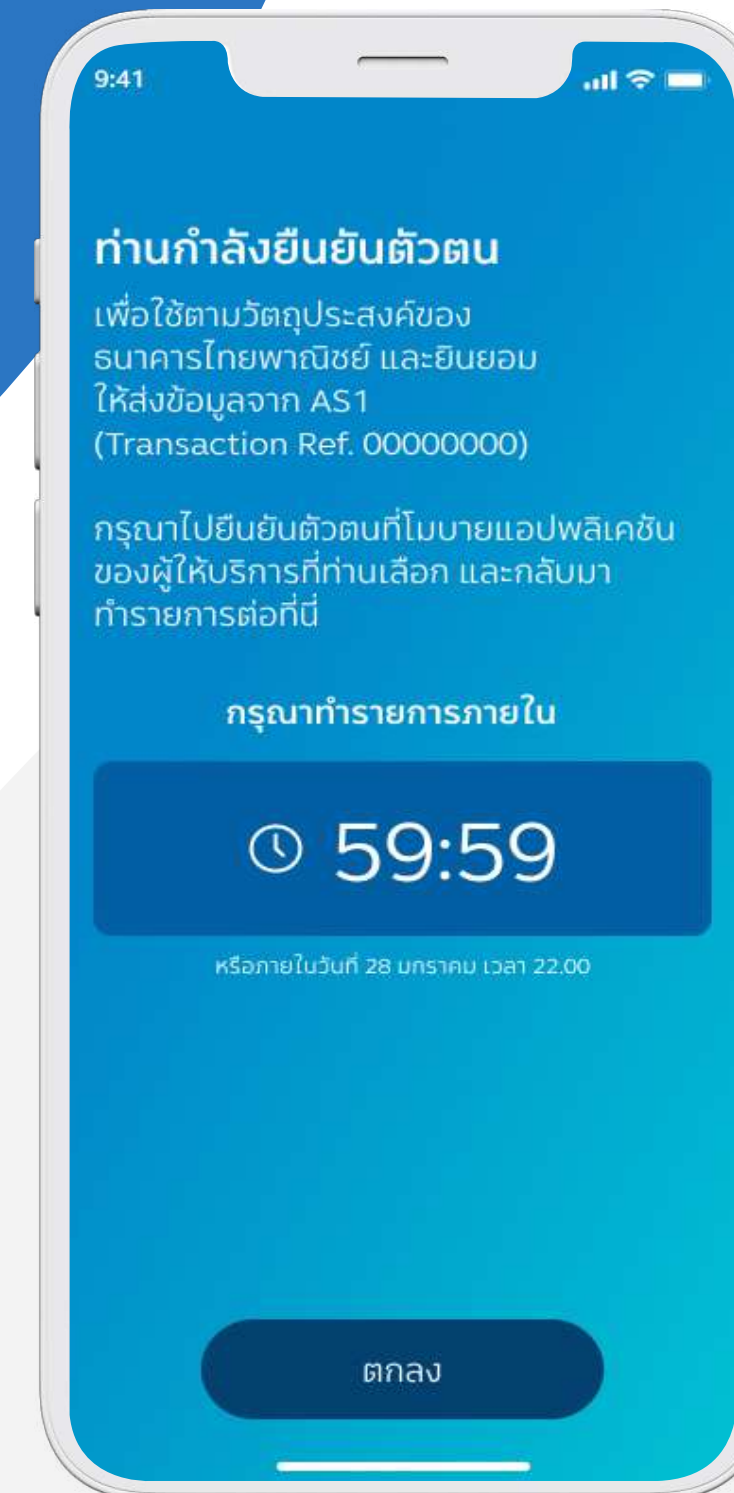 9:41
ท่านกำลังยืนยันตัวตน
เพื่อใช้ตามวัตถุประสงค์ของ
ธนาคารไทยพาณิชย์ และยินยอม
ให้ส่งข้อมูลจาก AS1
(Transaction Ref. 00000000)
กรุณาไปยืนยันตัวตนที่โมบายแอปพลิเคชัน
ของผู้ให้บริการที่ท่านเลือก และกลับมา
ทำรายการต่อที่นี่
กรุณาทำรายการภายใน
59:59
หรือภายในวันที่ 28 มกราคม เวลา 22.00
ตกลง